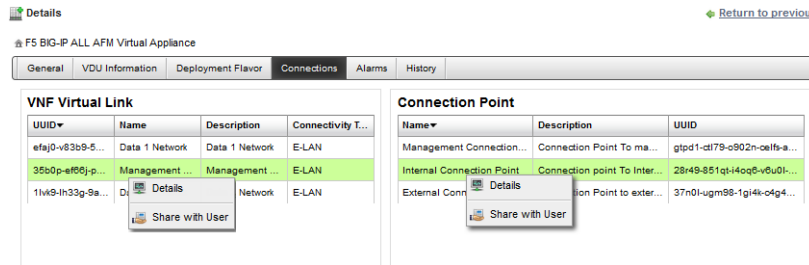 Details
Return to previou
F5 BIG-IP ALL AFM Virtual Appliance
General VDU Information Deployment Flavor Connections Alarms History
VNF Virtual Link
UUID Name Description Connectivity T...
efaj0-v83b9-5... Data 1 Network Data 1 Network E-LAN
35b0p-ef66j-p... Management ... Management ... E-LAN
1lvk9-lh33g-9a... Network E-LAN
Details
Share with User
Connection Point
Name Description UUID
Management Connection... Connection Point To ma... gtpd1-ctl79-o902n-oelfs-a...
Internal Connection Point Connection point To Inter... 28r49-851qt-i4oq6-v6u0l-...
External Conn tion Point to exter... 37n0l-ugm98-1gi4k-o4g4...
Details
Share with User